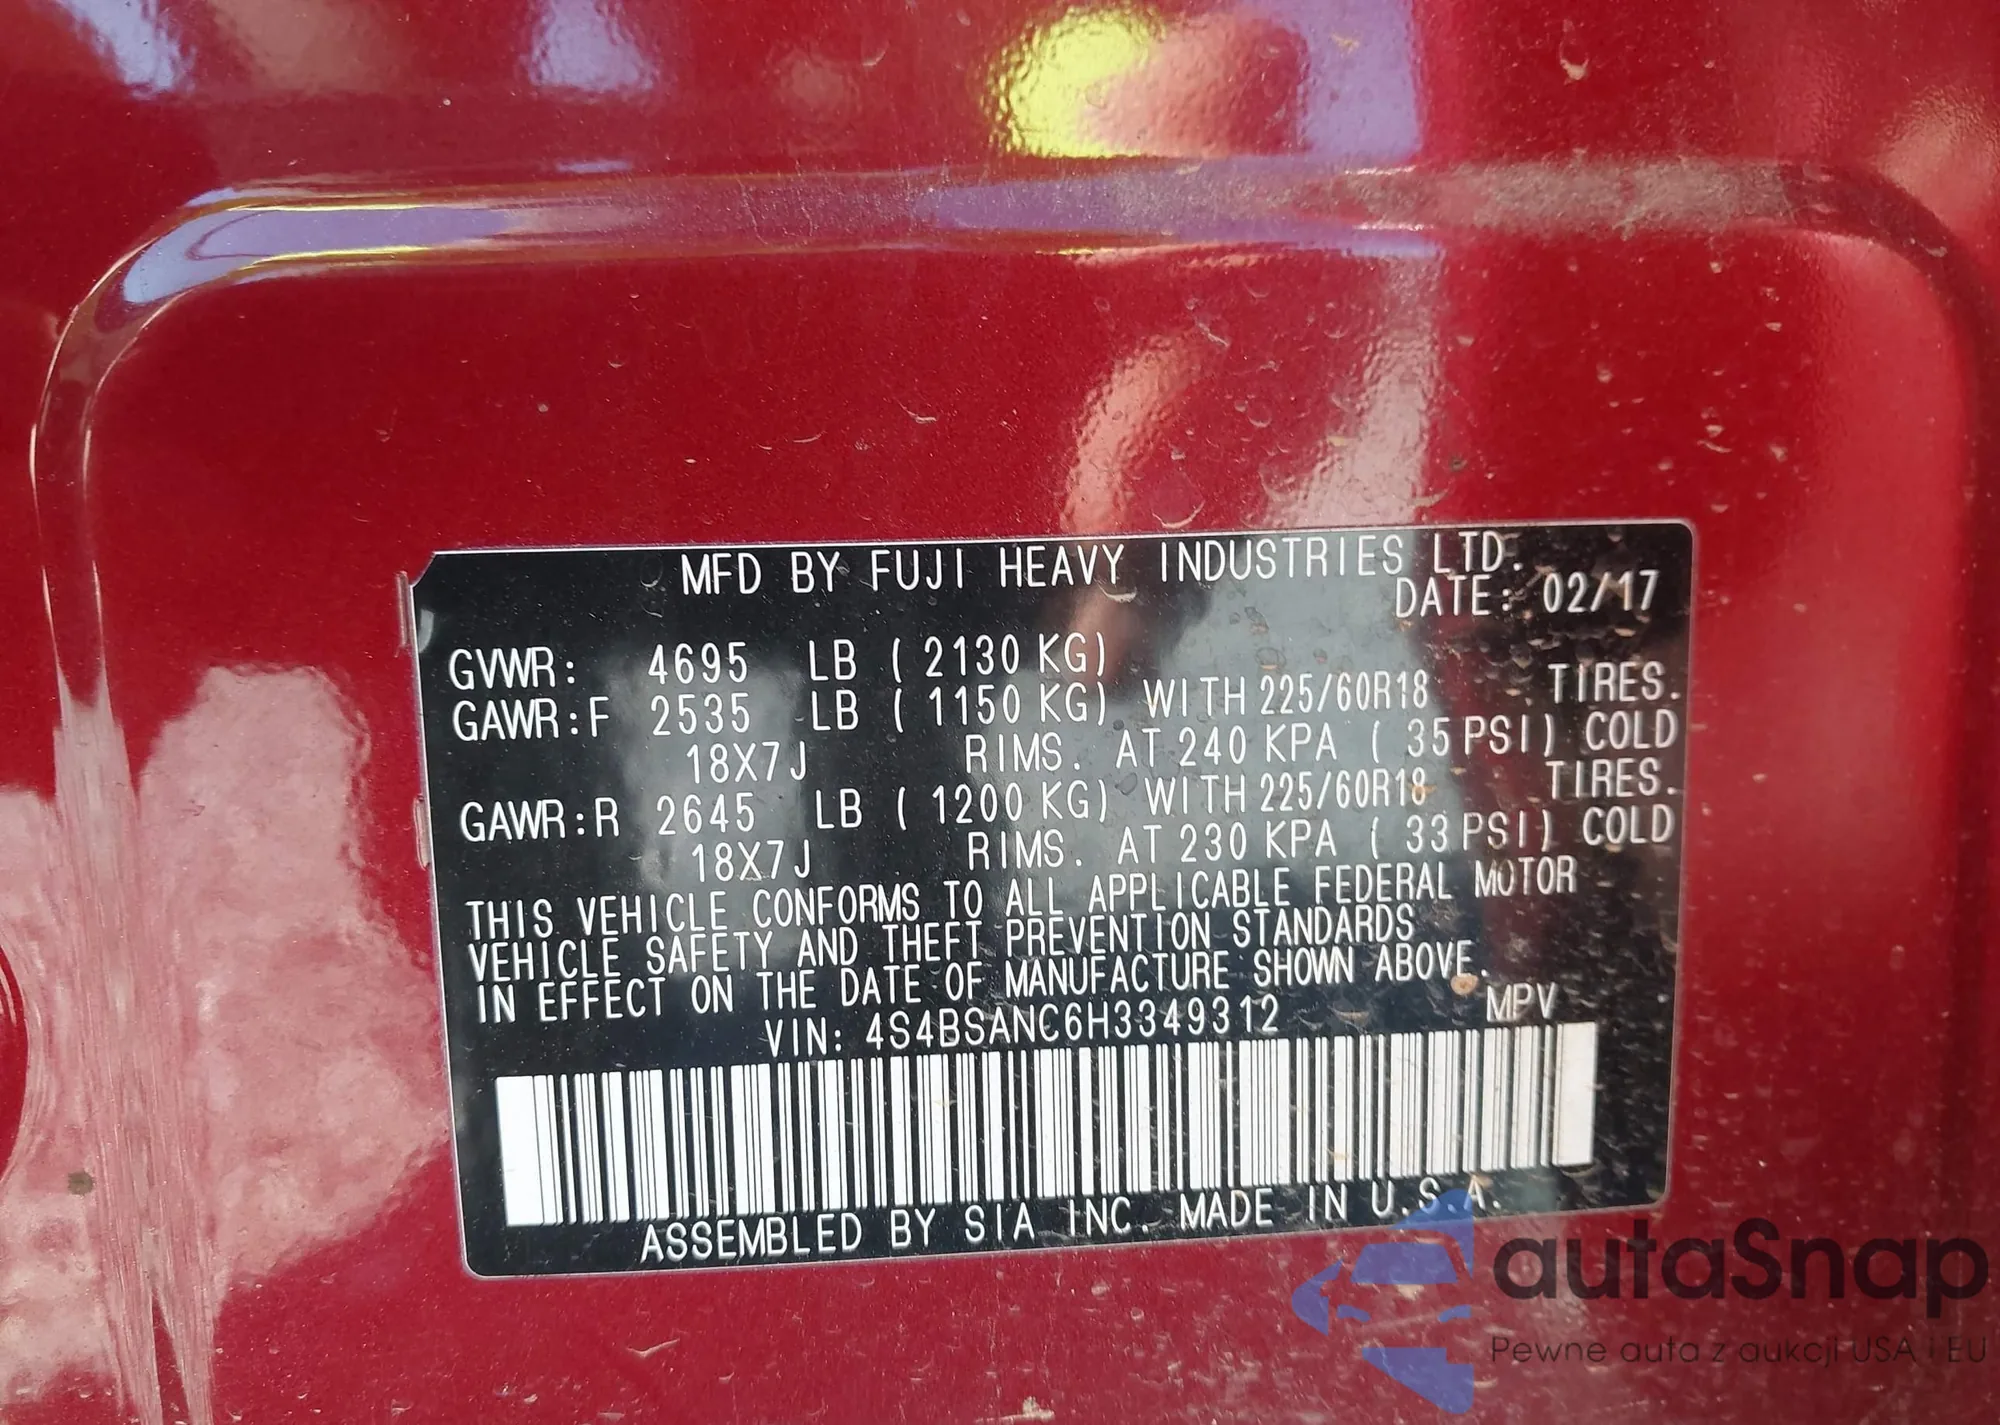 MFD BY FUJI HEAVY INDUSTRIES LTD.
DATE: 02/17
GVWR: 4695 LB ( 2130 KG)
GAWR:F 2535 LB ( 1150 KG) WITH 225/60R18 TIRES.
18X7J RIMS. AT 240 KPA ( 35 PSI) COLD
GAWR:R 2645 LB ( 1200 KG) WITH 225/60R18 TIRES.
18X7J RIMS. AT 230 KPA ( 33 PSI) COLD
THIS VEHICLE CONFORMS TO ALL APPLICABLE FEDERAL MOTOR
VEHICLE SAFETY AND THEFT PREVENTION STANDARDS
IN EFFECT ON THE DATE OF MANUFACTURE SHOWN ABOVE.
VIN: 4S4BSANC6H3349312 MPV
ASSEMBLED BY SIA INC. MADE IN U.S.A.
autaSnap
Pewne auta z aukcji USA i EU